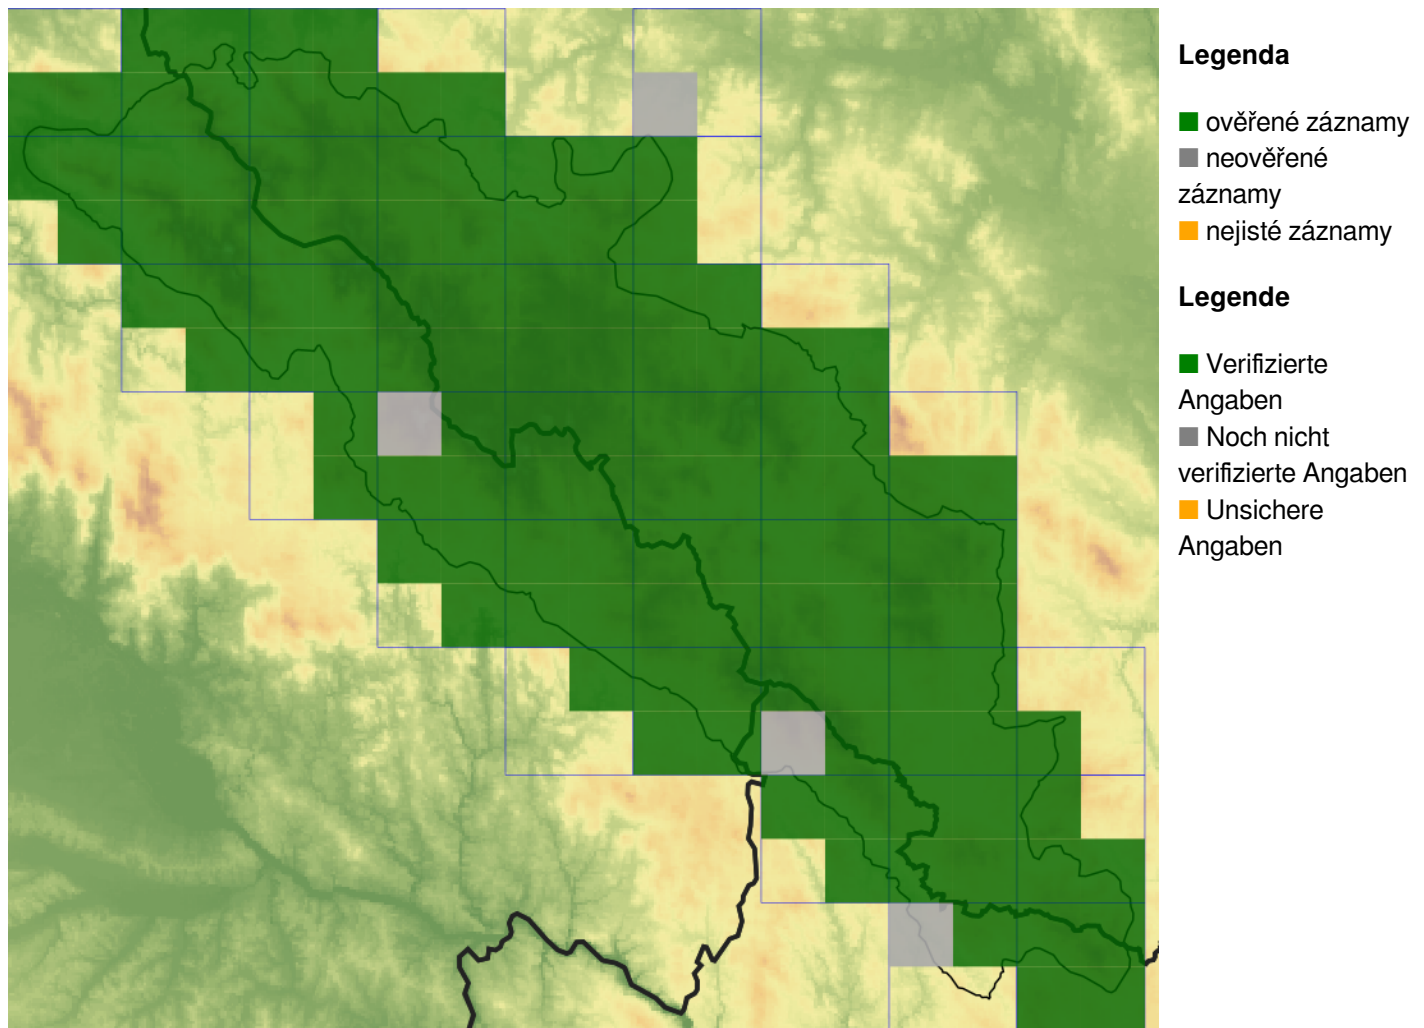 Legenda
ověřené záznamy
neověřené
záznamy
nejisté záznamy
Legende
Verifizierte
Angaben
Noch nicht
verifizierte Angaben
Unsichere
Angaben